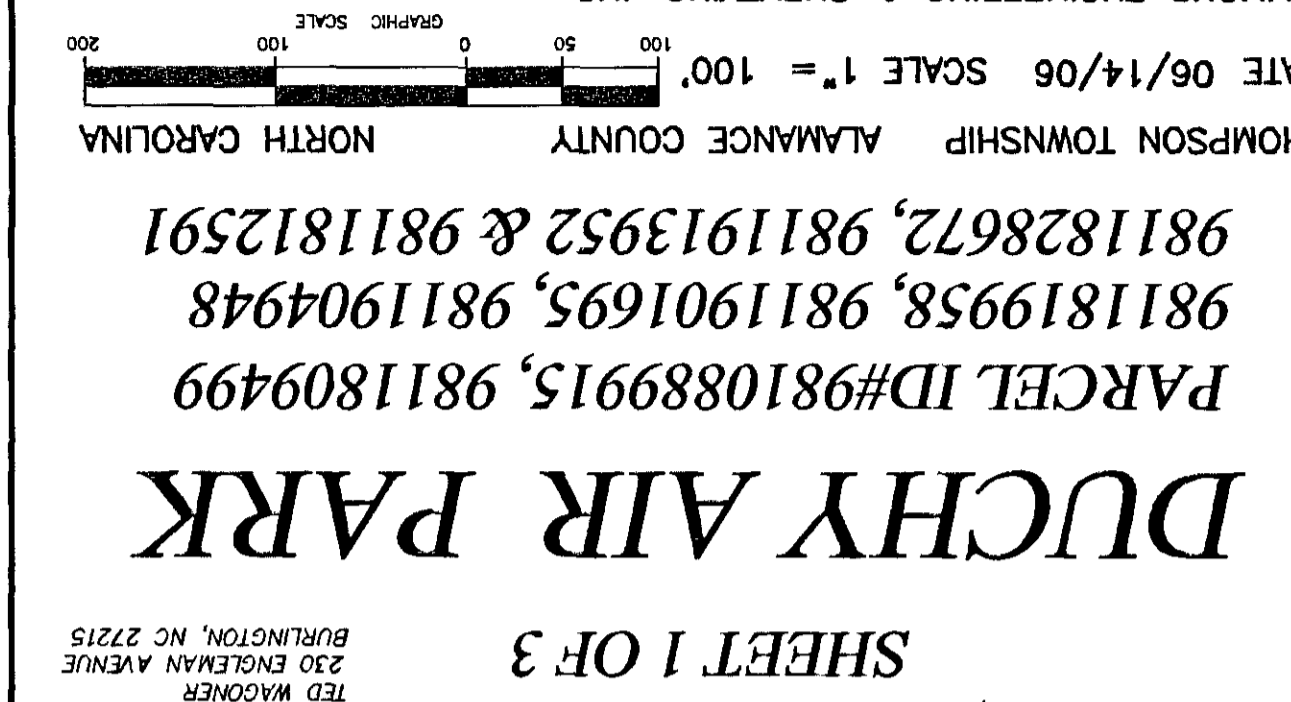 SHEET 1 OF 3
TED WAGONER
230 ENGLEMAN AVENUE
BURLINGTON, NC 27215
DUCHY AIR PARK
PARCEL ID#9810889915, 9811809499
9811819958, 9811901695, 9811904948
9811828672, 9811913952 & 9811812591
HOMPSON TOWNSHIP ALAMANCE COUNTY NORTH CAROLINA
ATE 06/14/06 SCALE 1"= 100'
100 50 0 100 200
GRAPHIC SCALE